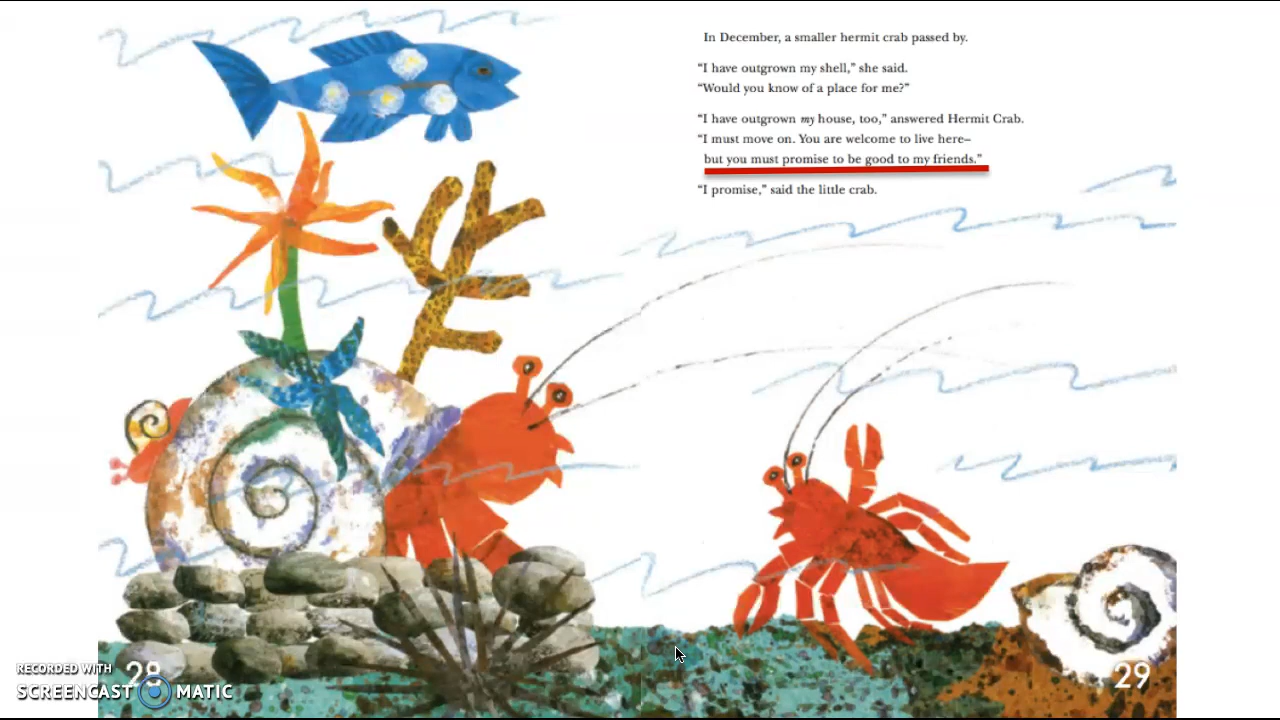 In December, a smaller hermit crab passed by.
“I have outgrown my shell,” she said.
“Would you know of a place for me?”
“I have outgrown my house, too,” answered Hermit Crab.
“I must move on. You are welcome to live here–
but you must promise to be good to my friends.”
“I promise,” said the little crab.
28
29
RECORDED WITH
SCREENCAST MATIC